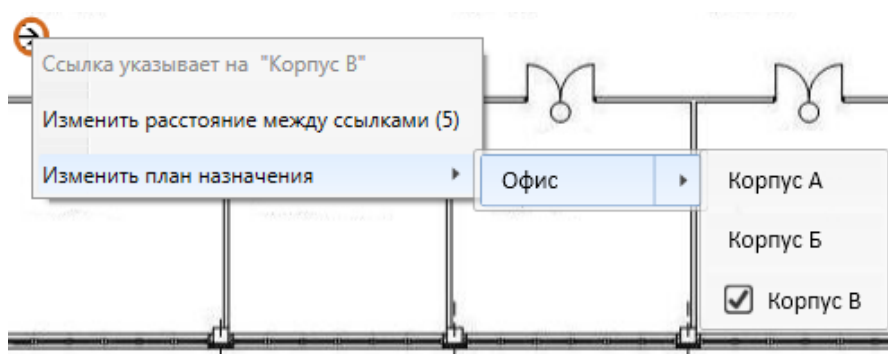 Ссылка указывает на "Корпус В"
Изменить расстояние между ссылками (5)
Изменить план назначения
Офис
Корпус А
Корпус Б
Корпус В